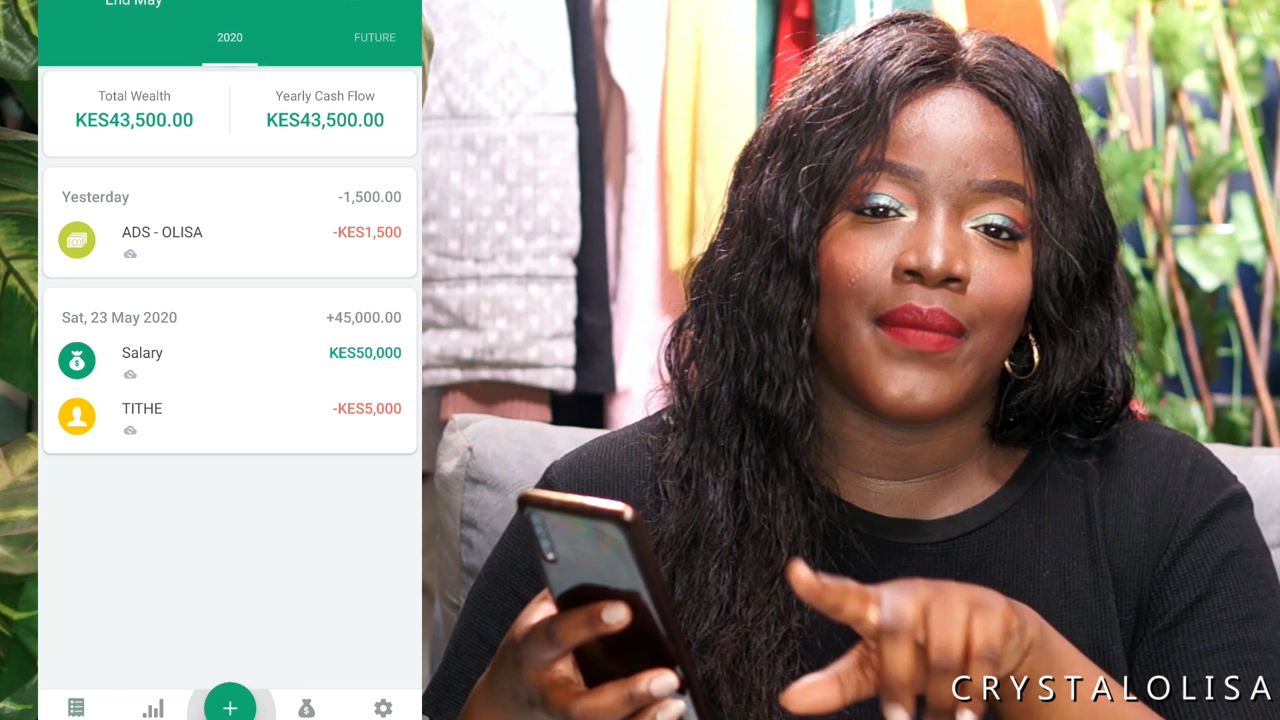 End May
2020
FUTURE
Total Wealth
Yearly Cash Flow
KES43,500.00
KES43,500.00
Yesterday
-1,500.00
ADS - OLISA
-KES1,500
Sat, 23 May 2020
+45,000.00
Salary
KES50,000
TITHE
-KES5,000
CRYSTALOLISA